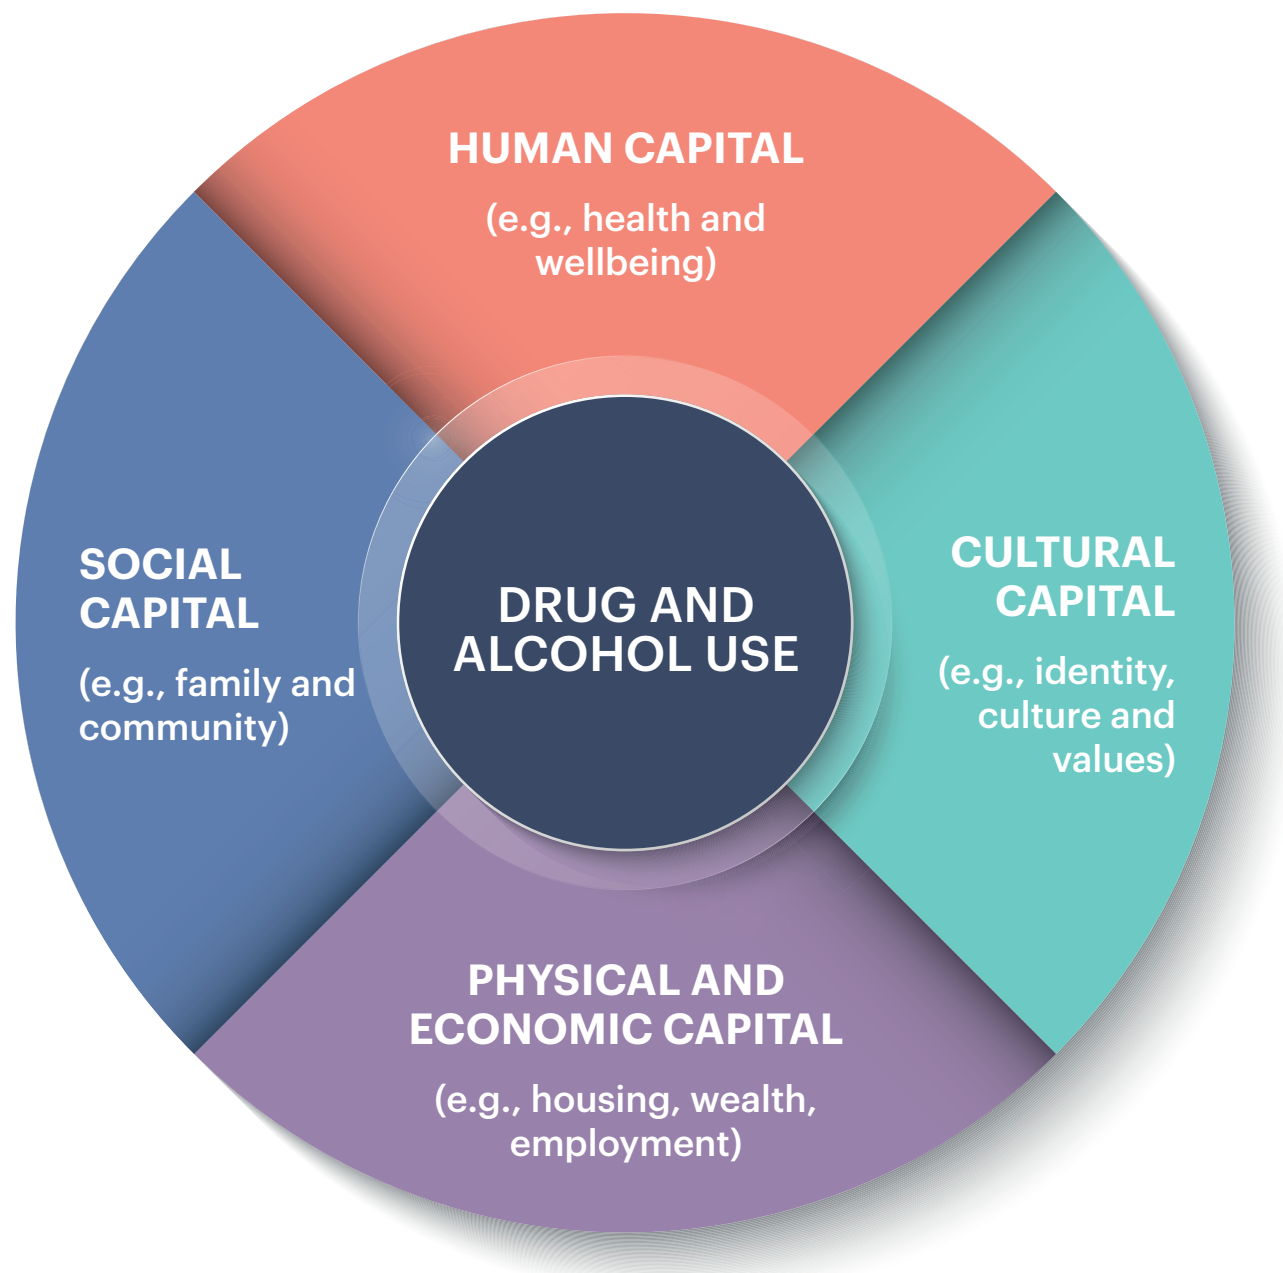 HUMAN CAPITAL
(e.g., health and
wellbeing)
SOCIAL
CAPITAL
(e.g., family and
community)
DRUG AND
ALCOHOL USE
CULTURAL
CAPITAL
(e.g., identity,
culture and
values)
PHYSICAL AND
ECONOMIC CAPITAL
(e.g., housing, wealth,
employment)